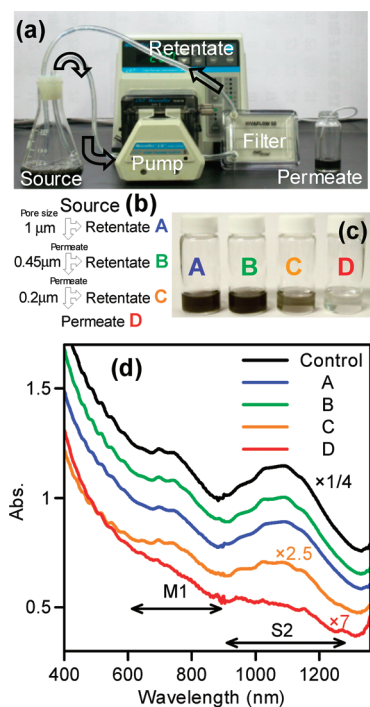 (a)
Retentate
Pump
Filter
Source
Permeate
Source (b)
Pore size
1 μm
Retentate A
Permeate
0.45μm
Retentate B
Permeate
0.2μm
Retentate C
Permeate D
(c)
A B C D
(d)
Control
A
B
C
D
×1/4
×2.5
×7
M1
S2
1.5
1
0.5
Abs.
400 600 800 1000 1200
Wavelength (nm)